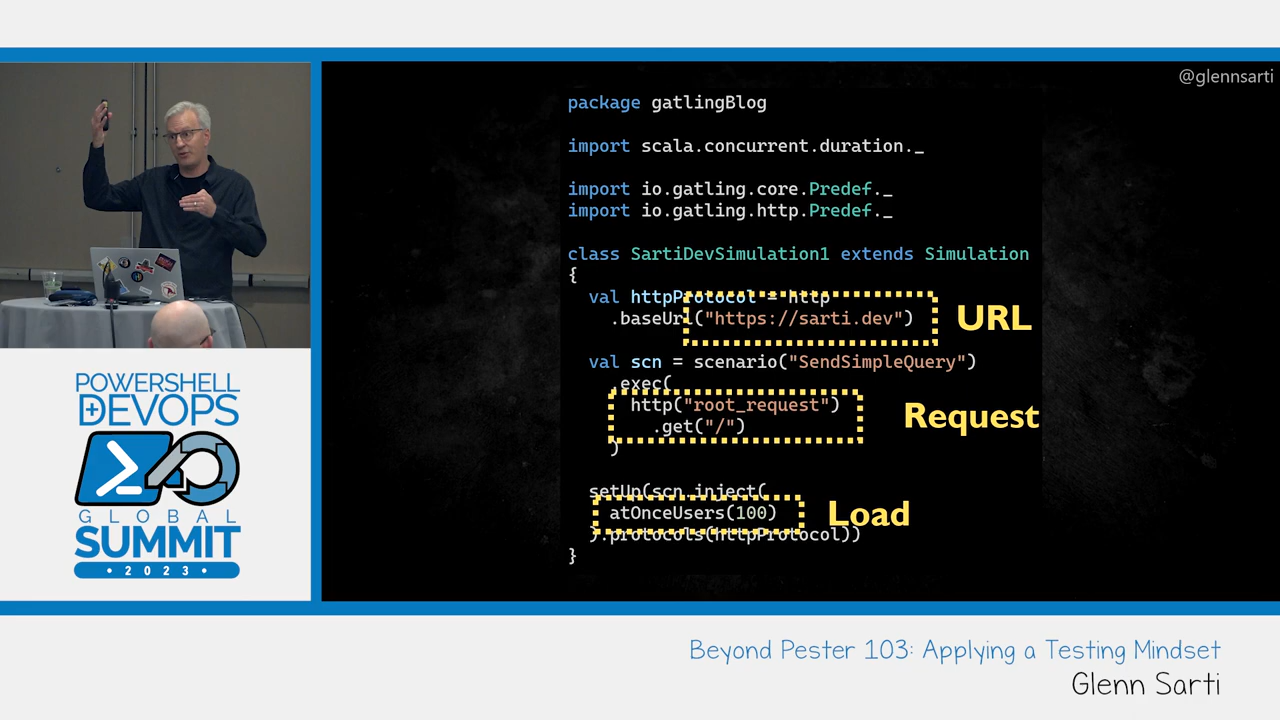 @glennsarti
package gatlingBlog
import scala.concurrent.duration._
import io.gatling.core.Predef._
import io.gatling.http.Predef._
class SartiDevSimulation1 extends Simulation
{
val httpProtocol = http
.baseUrl("https://sarti.dev")
URL
val scn = scenario("SendSimpleQuery")
.exec(
http("root_request")
.get("/")
Request
)
setUp(scn.inject(
atOnceUsers(100)
Load
).protocols(httpProtocol))
}
POWERSHELL
DEVOPS
GLOBAL
SUMMIT
• 2023 •
Beyond Pester 103: Applying a Testing Mindset
Glenn Sarti